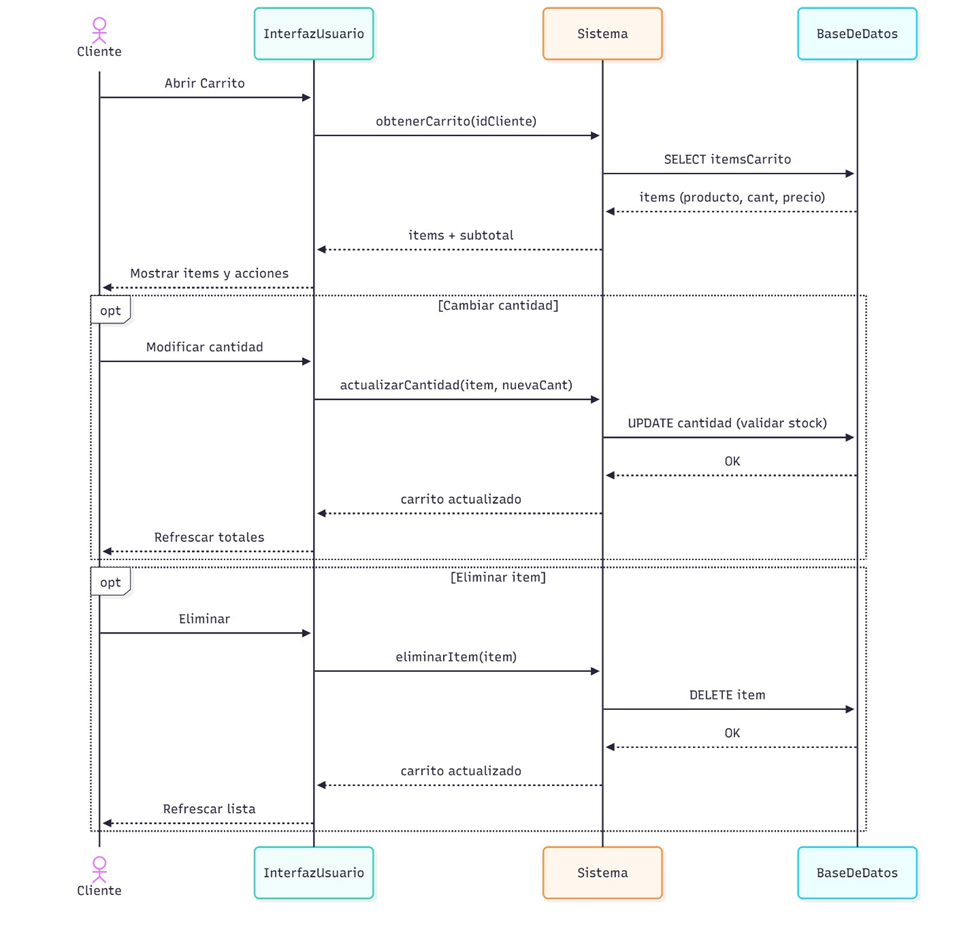 Cliente
InterfazUsuario
Sistema
BaseDeDatos
Abrir Carrito
obtenerCarrito(idCliente)
SELECT itemsCarrito
items (producto, cant, precio)
items + subtotal
Mostrar items y acciones
opt
[Cambiar cantidad]
Modificar cantidad
actualizarCantidad(item, nuevaCant)
UPDATE cantidad (validar stock)
OK
carrito actualizado
Refrescar totales
opt
[Eliminar item]
Eliminar
eliminarItem(item)
DELETE item
OK
carrito actualizado
Refrescar lista
Cliente
InterfazUsuario
Sistema
BaseDeDatos